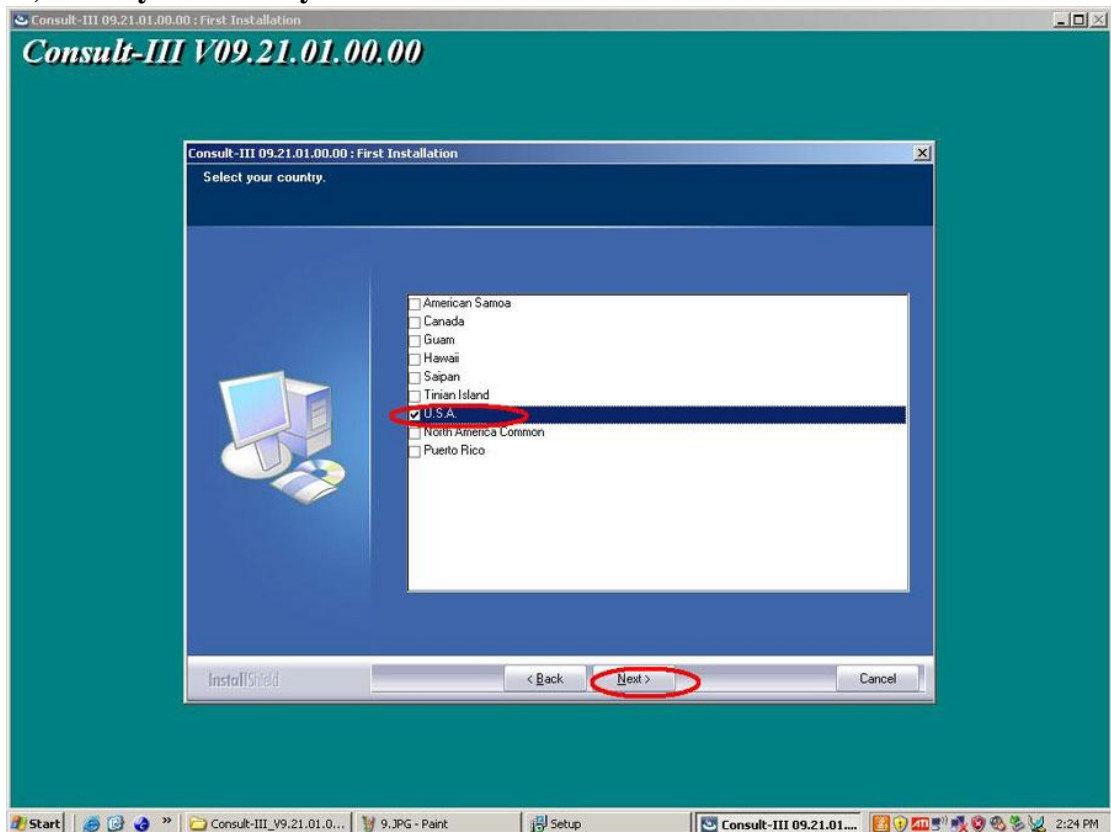 Consult-III 09.21.01.00.00 : First Installation
Consult-III V09.21.01.00.00
Consult-III 09.21.01.00.00 : First Installation
Select your country.
American Samoa
Canada
Guam
Hawaii
Saipan
Tinian Island
U.S.A.
North America Common
Puerto Rico
InstallShield
< Back
Next >
Cancel
Start
»
Consult-III_V9.21.01.0...
9.JPG - Paint
Setup
Consult-III 09.21.01....
ATI
2:24 PM